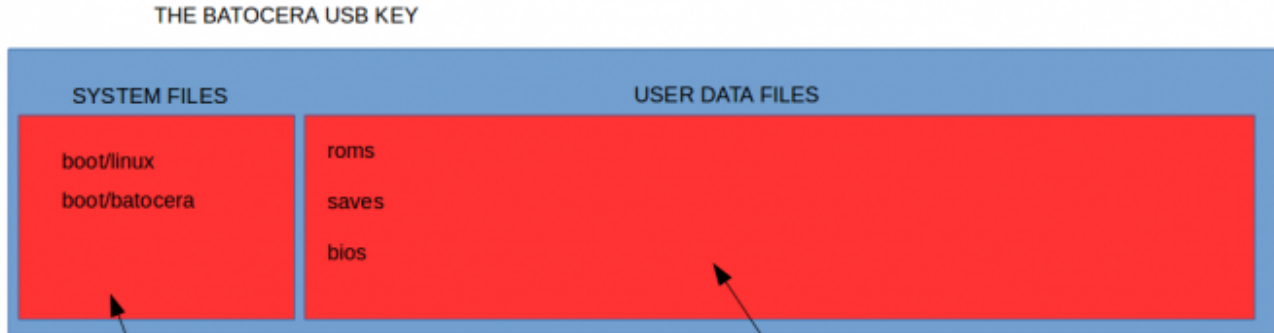 THE BATOCERA USB KEY
SYSTEM FILES
USER DATA FILES
boot/linux
boot/batocera
roms
saves
bios